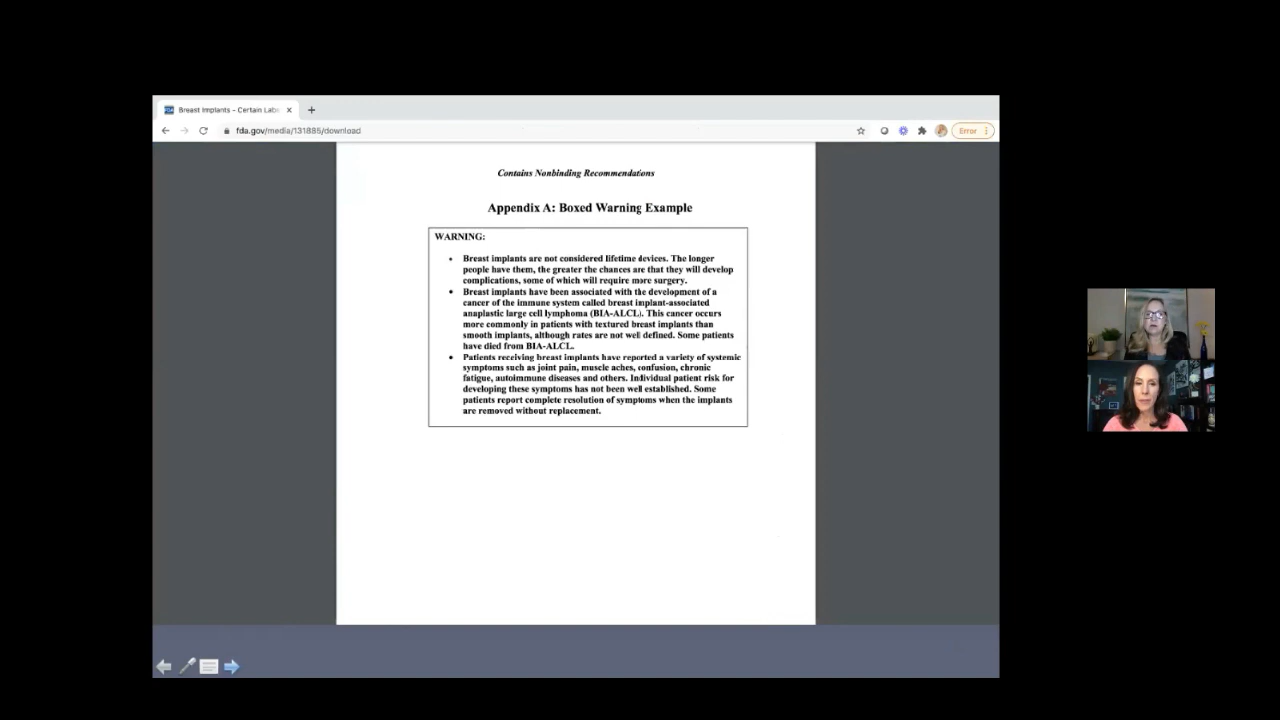 Breast Implants - Certain Lab
fda.gov/media/131885/download
Error
Contains Nonbinding Recommendations
Appendix A: Boxed Warning Example
WARNING:
• Breast implants are not considered lifetime devices. The longer
people have them, the greater the chances are that they will develop
complications, some of which will require more surgery.
• Breast implants have been associated with the development of a
cancer of the immune system called breast implant-associated
anaplastic large cell lymphoma (BIA-ALCL). This cancer occurs
more commonly in patients with textured breast implants than
smooth implants, although rates are not well defined. Some patients
have died from BIA-ALCL.
• Patients receiving breast implants have reported a variety of systemic
symptoms such as joint pain, muscle aches, confusion, chronic
fatigue, autoimmune diseases and others. Individual patient risk for
developing these symptoms has not been well established. Some
patients report complete resolution of symptoms when the implants
are removed without replacement.